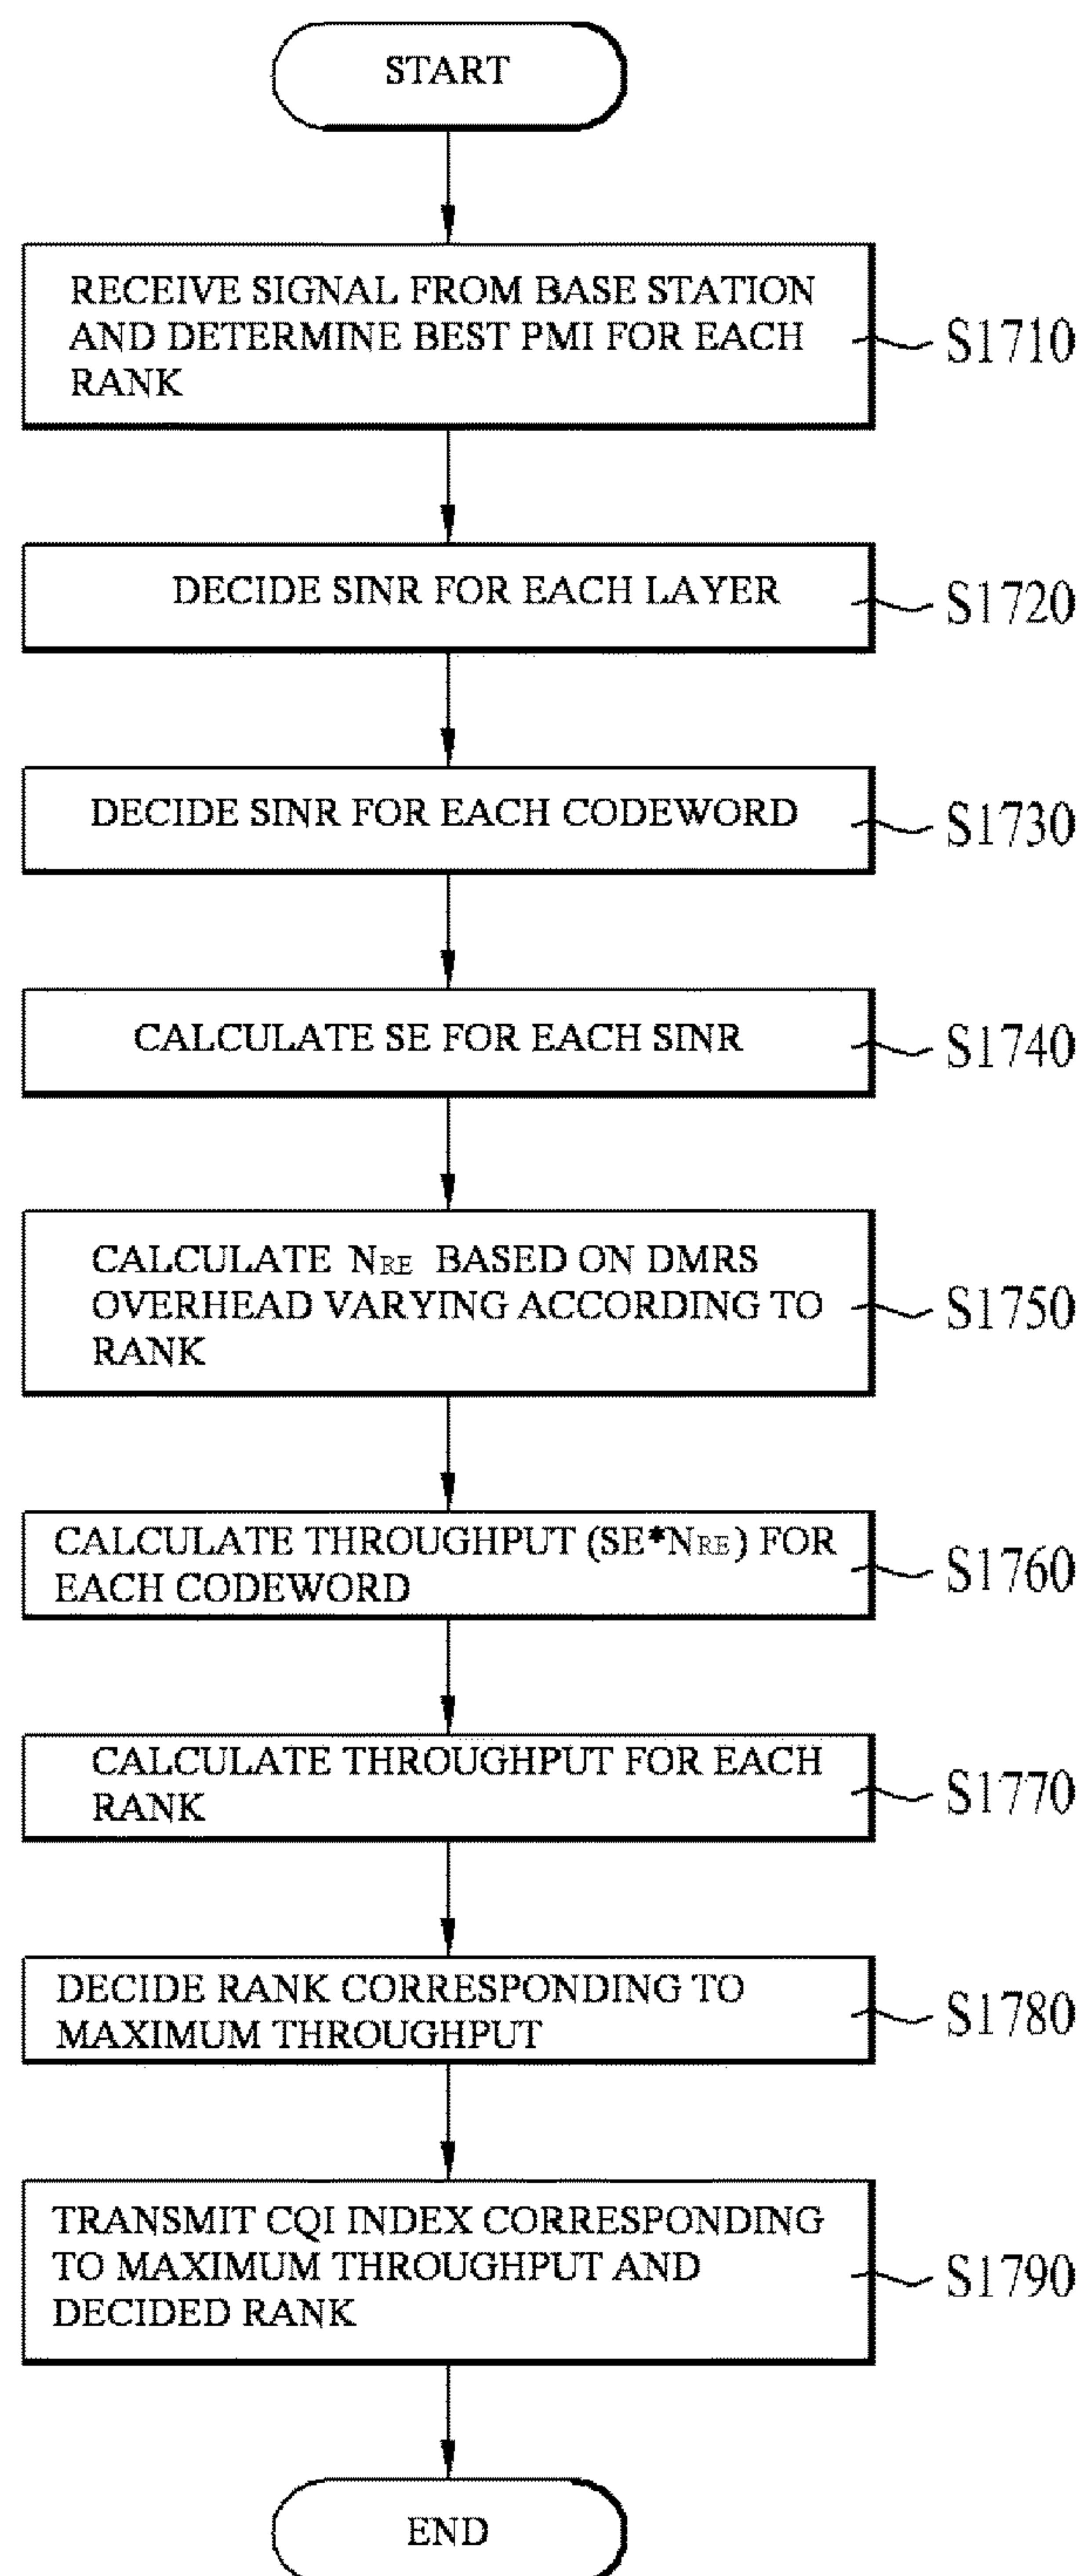 START
RECEIVE SIGNAL FROM BASE STATION
AND DETERMINE BEST PMI FOR EACH
RANK
S1710
DECIDE SINR FOR EACH LAYER
S1720
DECIDE SINR FOR EACH CODEWORD
S1730
CALCULATE SE FOR EACH SINR
S1740
CALCULATE NRE BASED ON DMRS
OVERHEAD VARYING ACCORDING TO
RANK
S1750
CALCULATE THROUGHPUT (SE*NRE) FOR
EACH CODEWORD
S1760
CALCULATE THROUGHPUT FOR EACH
RANK
S1770
DECIDE RANK CORRESPONDING TO
MAXIMUM THROUGHPUT
S1780
TRANSMIT CQI INDEX CORRESPONDING
TO MAXIMUM THROUGHPUT AND
DECIDED RANK
S1790
END